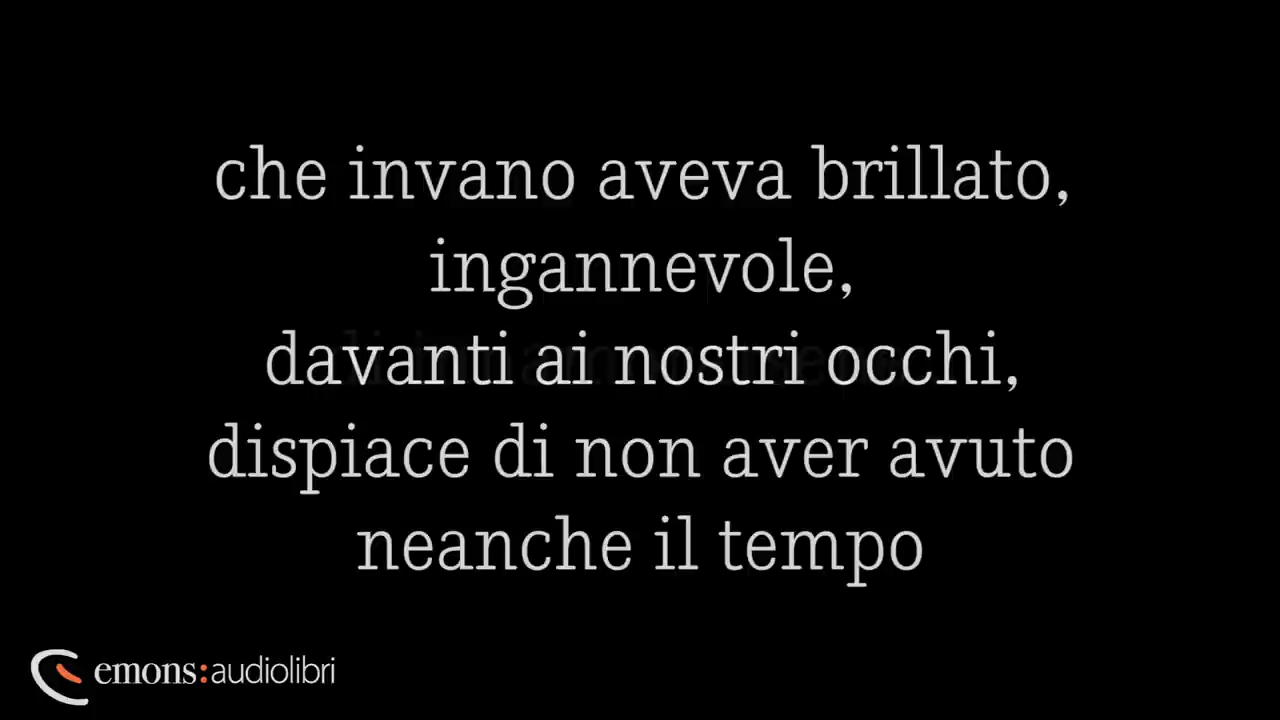 che invano aveva brillato,
ingannevole,
davanti ai nostri occhi,
dispiace di non aver avuto
neanche il tempo
emons:audiolibri